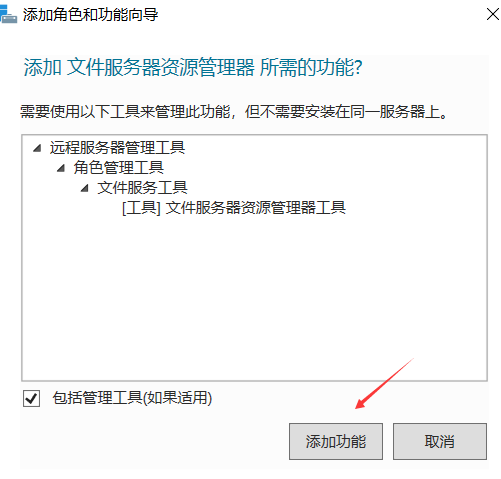 添加角色和功能向导
添加 文件服务器资源管理器 所需的功能?
需要使用以下工具来管理此功能，但不需要安装在同一服务器上。
远程服务器管理工具
角色管理工具
文件服务工具
[工具] 文件服务器资源管理器工具
包括管理工具(如果适用)
添加功能
取消